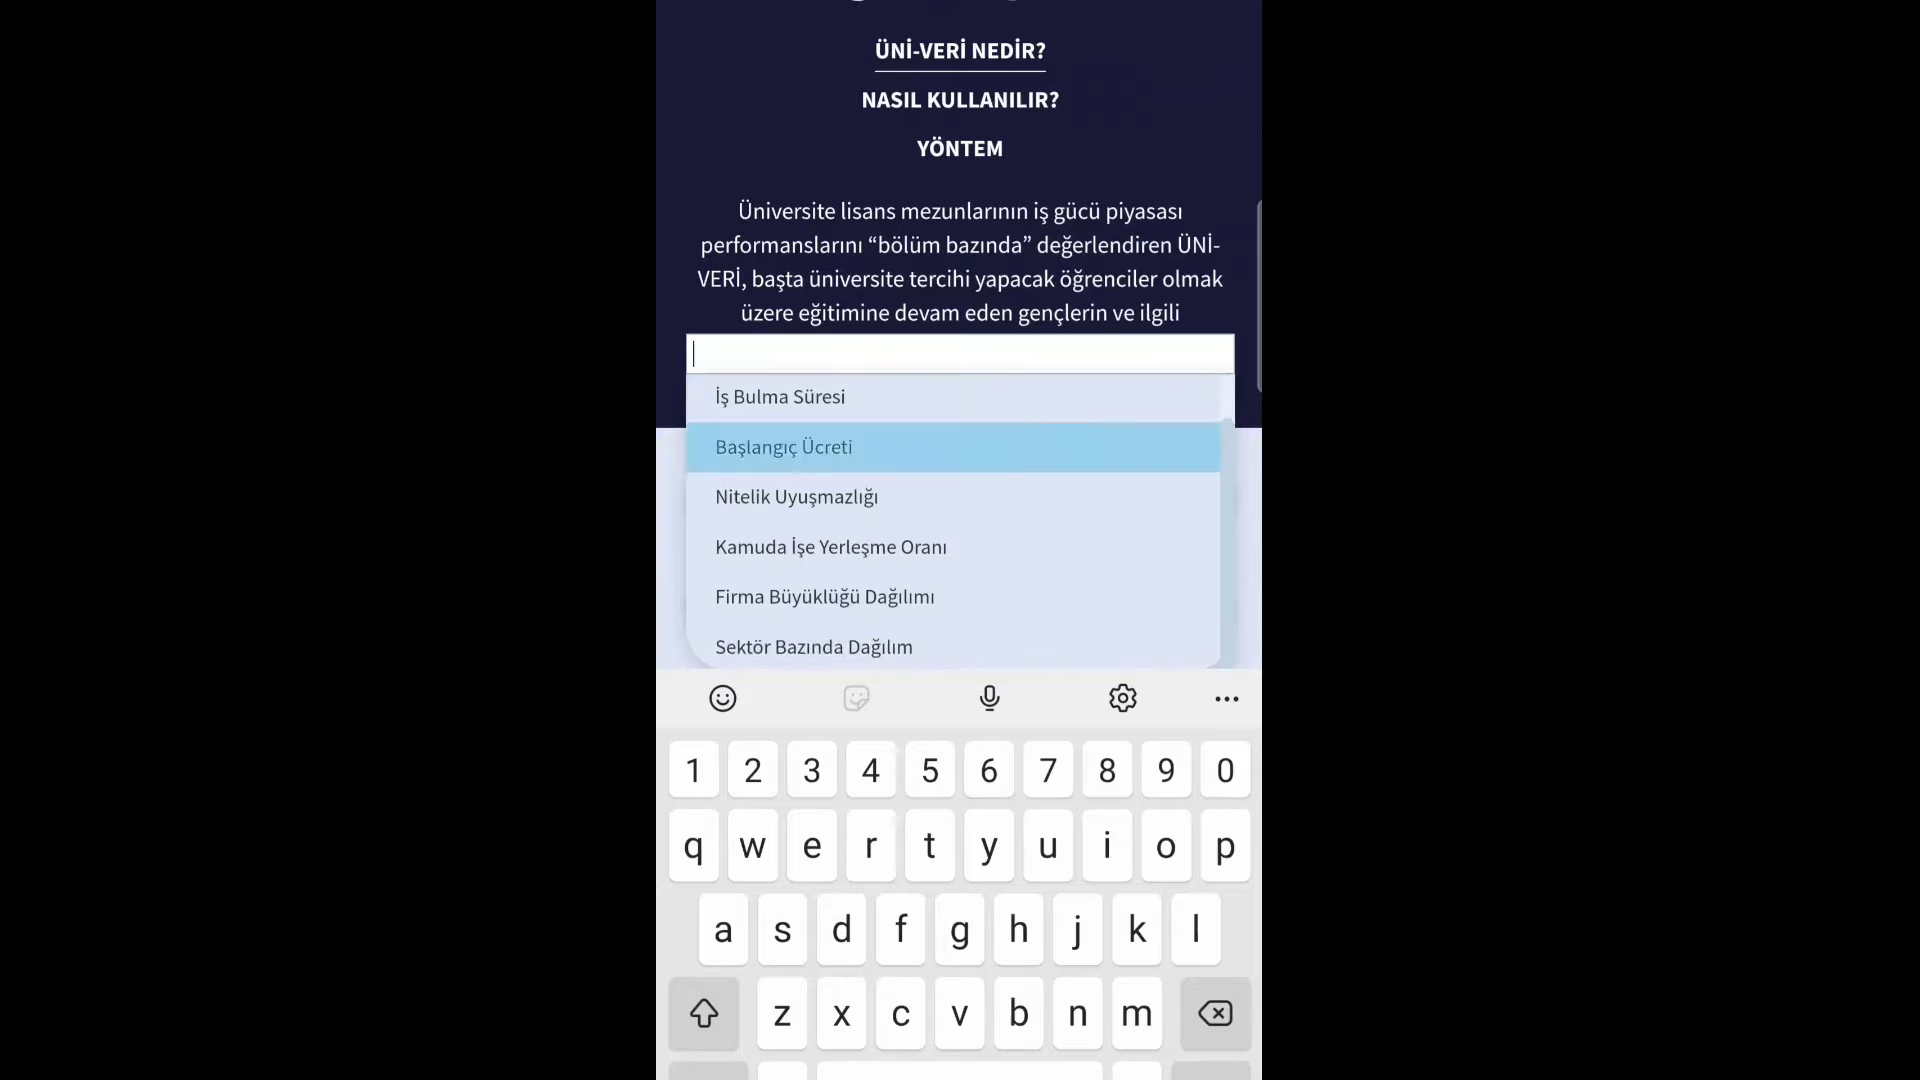 ÜNİ-VERİ NEDİR?
NASIL KULLANILIR?
YÖNTEM
Üniversite lisans mezunlarının iş gücü piyasası
performanslarını “bölüm bazında” değerlendiren ÜNİ-
VERİ, başta üniversite tercihi yapacak öğrenciler olmak
üzere eğitimine devam eden gençlerin ve ilgili
İş Bulma Süresi
Başlangıç Ücreti
Nitelik Uyuşmazlığı
Kamuda İşe Yerleşme Oranı
Firma Büyüklüğü Dağılımı
Sektör Bazında Dağılım
1 2 3 4 5 6 7 8 9 0
q w e r t y u i o p
a s d f g h j k l
z x c v b n m